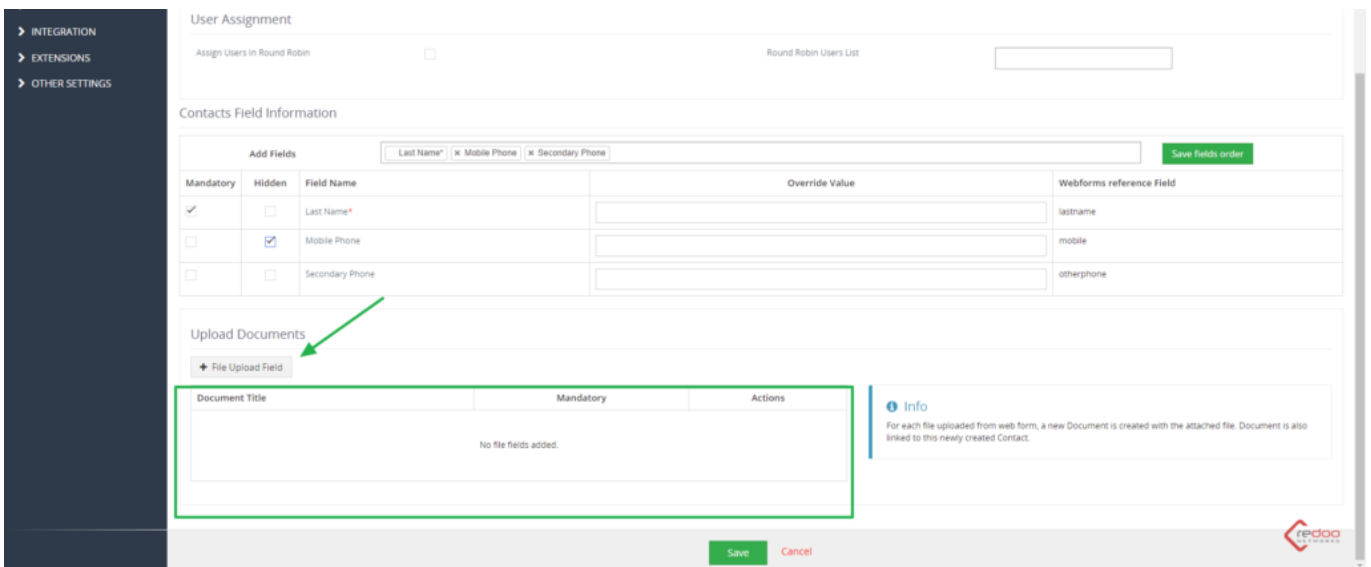 INTEGRATION
EXTENSIONS
OTHER SETTINGS
User Assignment
Assign Users In Round Robin
Round Robin Users List
Contacts Field Information
Add Fields
Last Name* × Mobile Phone × Secondary Phone
Save fields order
Mandatory Hidden Field Name Override Value Webforms reference Field
Last Name* lastname
Mobile Phone mobile
Secondary Phone otherphone
Upload Documents
+ File Upload Field
Document Title Mandatory Actions
No file fields added.
Info
For each file uploaded from web form, a new Document is created with the attached file. Document is also
linked to this newly created Contact.
Save Cancel
redoo
NETWORKS